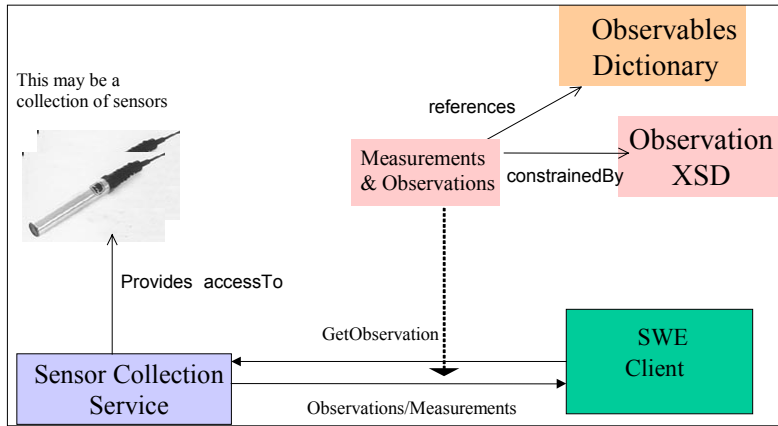 Observables
Dictionary
This may be a
collection of sensors
references
Measurements
& Observations
constrainedBy
Observation
XSD
Provides accessTo
GetObservation
SWE
Client
Sensor Collection
Service
Observations/Measurements